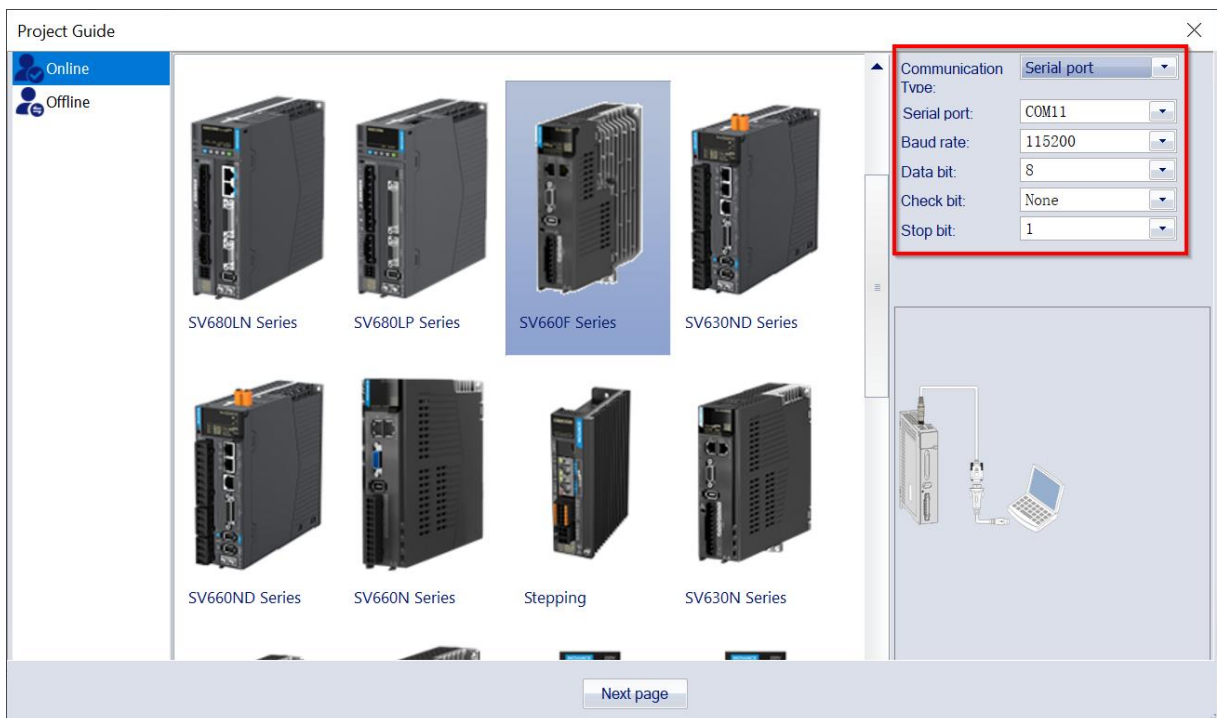 Project Guide
Online
Offline
SV680LN Series
SV680LP Series
SV660F Series
SV630ND Series
SV660ND Series
SV660N Series
Stepping
SV630N Series
Communication
Type:
Serial port
Serial port:
COM11
Baud rate:
115200
Data bit:
8
Check bit:
None
Stop bit:
1
Next page